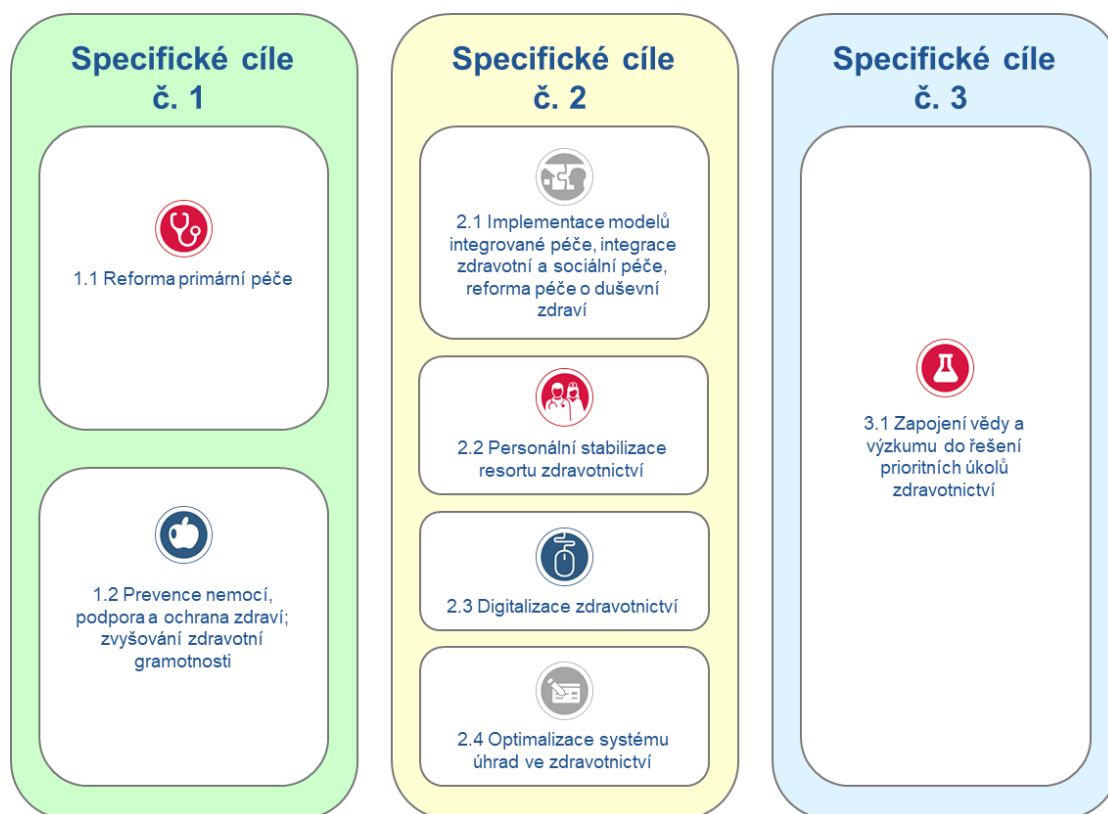 Specifické cíle
č. 1
1.1 Reforma primární péče
1.2 Prevence nemocí,
podpora a ochrana zdraví;
zvyšování zdravotní
gramotnosti
Specifické cíle
č. 2
2.1 Implementace modelů
integrované péče, integrace
zdravotní a sociální péče,
reforma péče o duševní
zdraví
2.2 Personální stabilizace
resortu zdravotnictví
2.3 Digitalizace zdravotnictví
2.4 Optimalizace systému
úhrad ve zdravotnictví
Specifické cíle
č. 3
3.1 Zapojení vědy a
výzkumu do řešení
prioritních úkolů
zdravotnictví